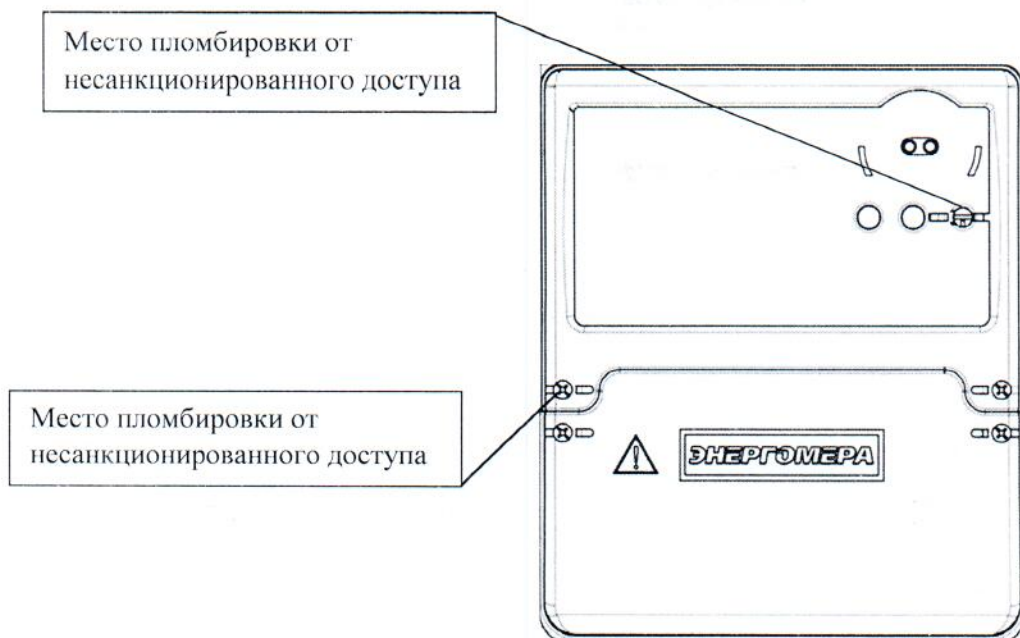 Место пломбировки от
несанкционированного доступа
Место пломбировки от
несанкционированного доступа
ЭНЕРГОМЕРА